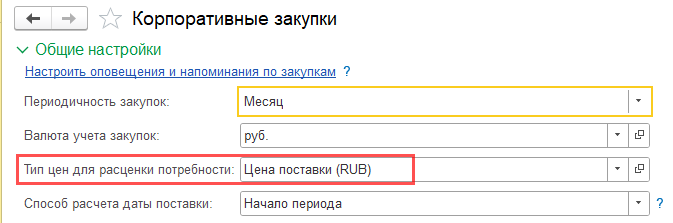 Корпоративные закупки
Общие настройки
Настроить оповещения и напоминания по закупкам ?
Периодичность закупок: Месяц
Валюта учета закупок: руб.
Тип цен для расценки потребности: Цена поставки (RUB)
Способ расчета даты поставки: Начало периода ?